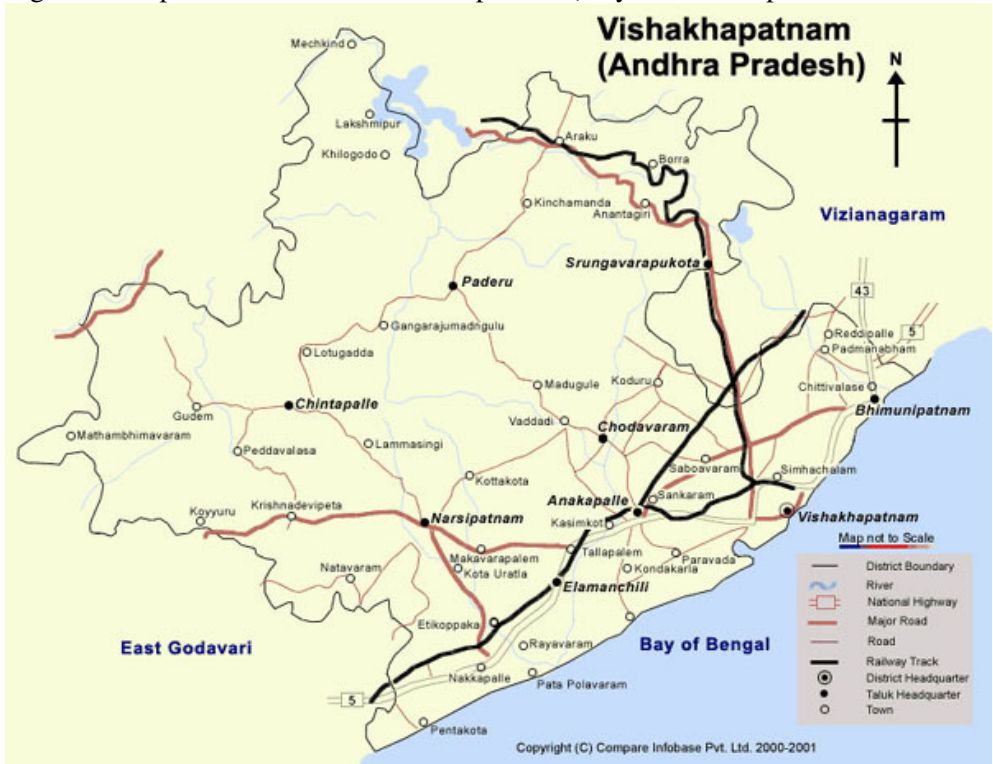 Vishakhapatnam
(Andhra Pradesh)
N
Mechkind
Lakshmipur
Khilogodo
Araku
Borra
Kinchamanda
Anantagiri
Vizianagaram
Srungavarapukota
Paderu
43
Gangarajumadngulu
Reddipalle
5
Padmanabham
Lotugadda
Madugule
Koduru
Chittivalase
Bhimunipatnam
Gudem
Chintapalle
Vaddadi
Chodavaram
Mathambhimavaram
Peddavalasa
Lammasingi
Saboavaram
Simhachalam
Kottakota
Koyyuru
Krishnadevipeta
Narsipatnam
Anakapalle
Sankaram
Kasimkot
Vishakhapatnam
Map not to Scale
Makavarapalem
Tallapalem
Paravada
Natavaram
Kota Uratla
Kondakarla
Elamanchili
Etikoppaka
East Godavari
Rayavaram
Bay of Bengal
Nakkapalle
Pata Polavaram
5
Pentakota
District Boundary
River
National Highway
Major Road
Road
Railway Track
District Headquarter
Taluk Headquarter
Town
Copyright (C) Compare Infobase Pvt. Ltd. 2000-2001